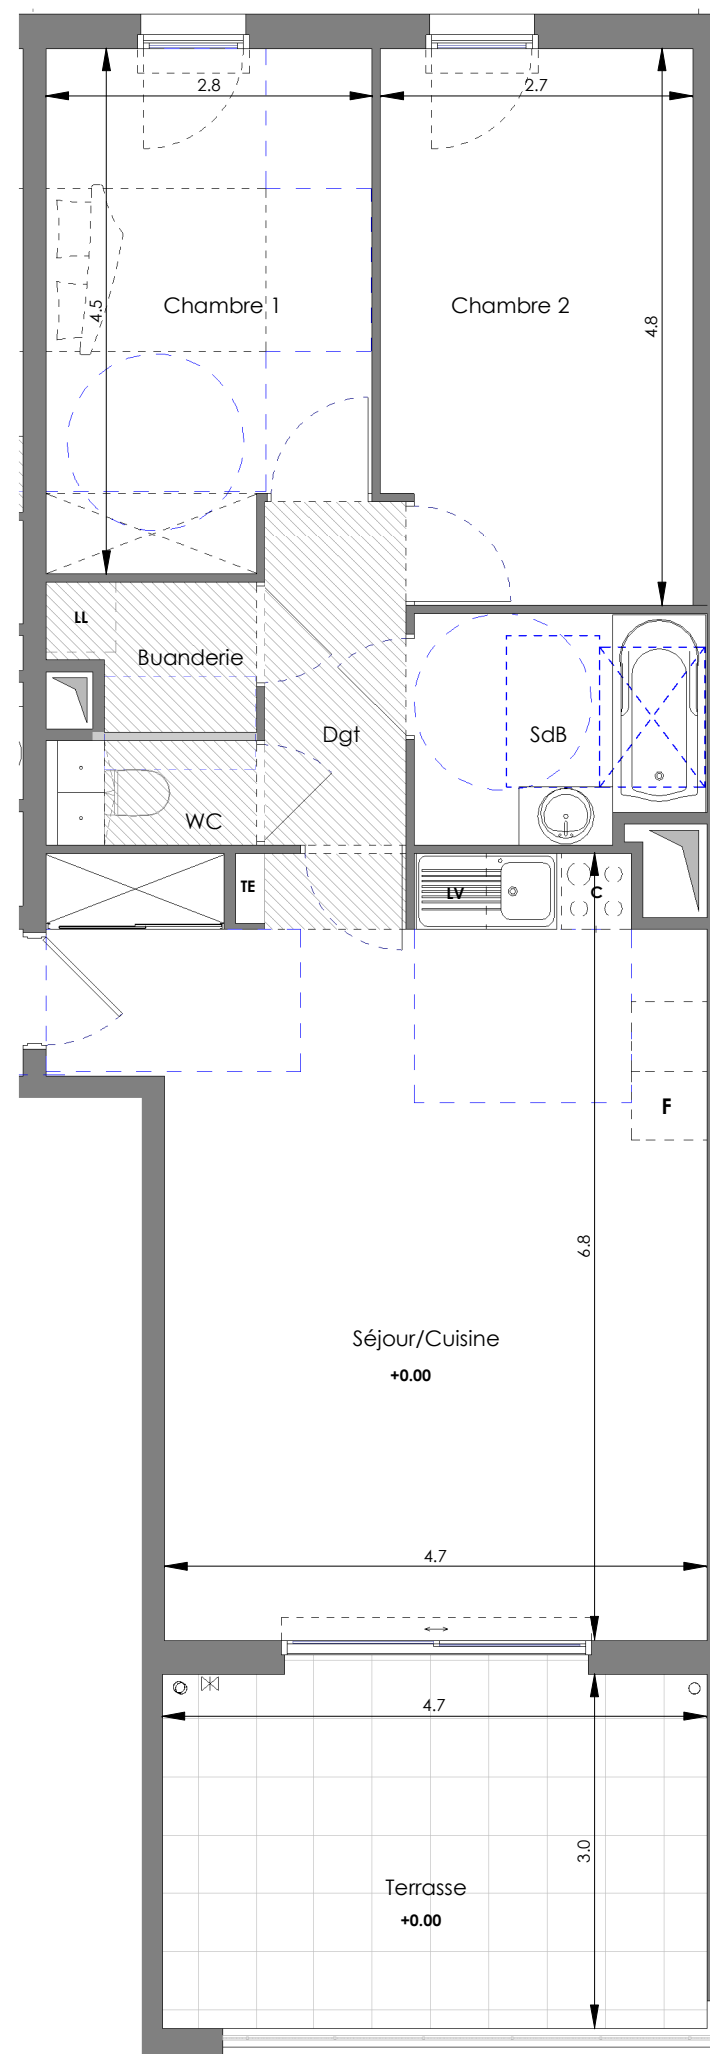 2.8
2.7
4.5
Chambre 1
Chambre 2
4.8
LL
Buanderie
Dgt
SdB
WC
TE
LV
C
F
6.8
Séjour/Cuisine
+0.00
4.7
4.7
3.0
Terrasse
+0.00